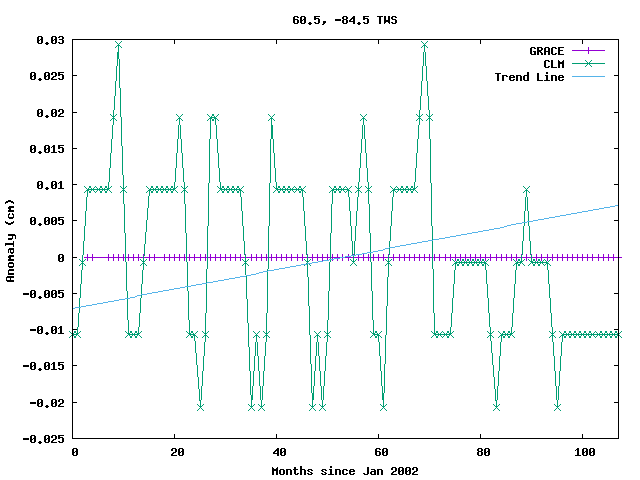 60.5, -84.5 TWS
GRACE
CLM
Trend Line
0.03
0.025
0.02
0.015
0.01
0.005
0
-0.005
-0.01
-0.015
-0.02
-0.025
Anomaly (cm)
0 20 40 60 80 100
Months since Jan 2002